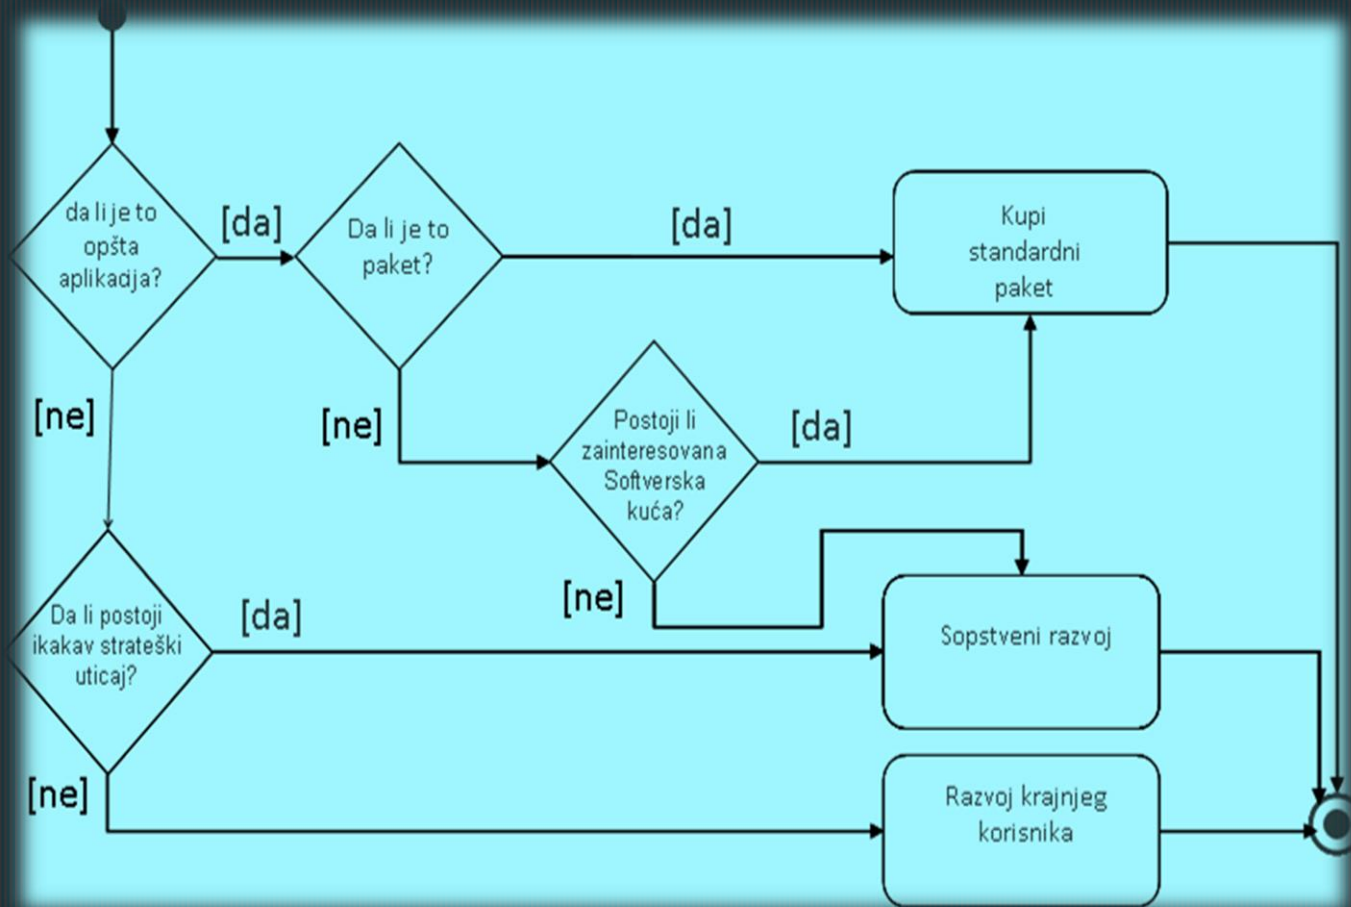 da li je to
opšta
aplikacija?
[da]
Da li je to
paket?
[da]
Kupi
standardni
paket
[ne]
[ne]
Postoji li
zainteresovana
Softverska
kuća?
[da]
[ne]
Da li postoji
ikakav strateški
uticaj?
[da]
Sopstveni razvoj
[ne]
Razvoj krajnjeg
korisnika